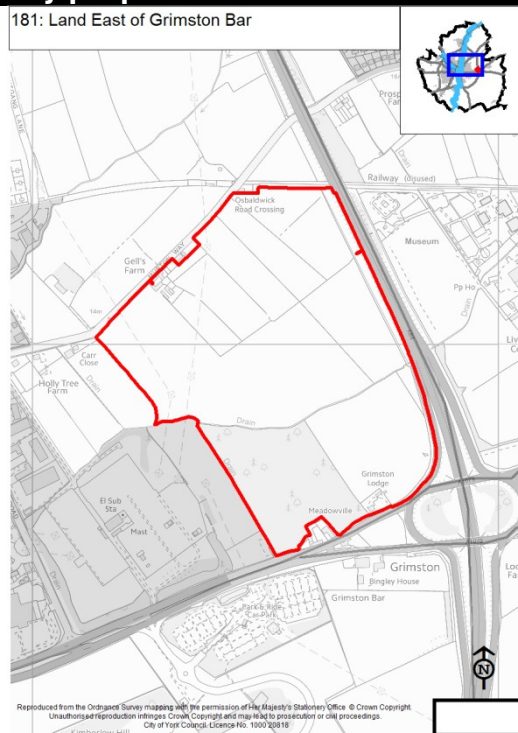 181: Land East of Grimston Bar
Railway (disused)
Osbaldwick
Road Crossing
Drain
Museum
Gell's
Farm
PP Ho
Drain
14m
Carr
Close
Holly Tree
Farm
Drain
Drain
El Sub
Sta
Mast
Grimston
Lodge
Meadowville
Drain
Grimston
Bingley House
Grimston Bar
Park & Ride
Car Park
N
Reproduced from the Ordnance Survey mapping with the permission of Her Majesty's Stationery Office © Crown Copyright.
Unauthorised reproduction infringes Crown Copyright and may lead to prosecution or civil proceedings.
City of York Council. Licence No. 1000 20818
Kimberlow Hill